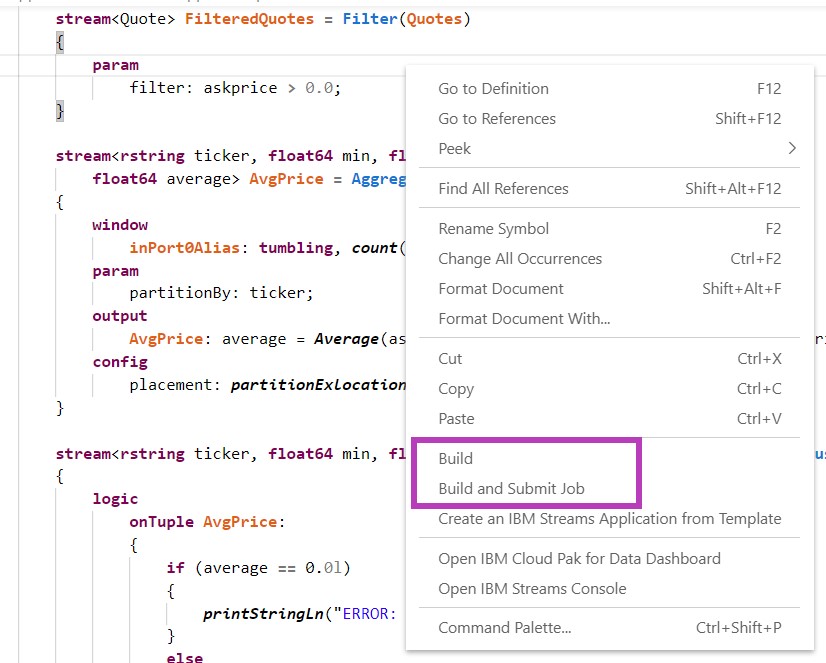 stream<Quote> FilteredQuotes = Filter(Quotes)
{
param
filter: askprice > 0.0;
}
stream<rstring ticker, float64 min, fl
float64 average> AvgPrice = Aggreg
{
window
inPort0Alias: tumbling, count(
param
partitionBy: ticker;
output
AvgPrice: average = Average(as
config
placement: partitionExlocation
}
stream<rstring ticker, float64 min, fl
{
logic
onTuple AvgPrice:
{
if (average == 0.0l)
{
printStringLn("ERROR:
}
else
Go to Definition F12
Go to References Shift+F12
Peek
Find All References Shift+Alt+F12
Rename Symbol F2
Change All Occurrences Ctrl+F2
Format Document Shift+Alt+F
Format Document With...
Cut Ctrl+X
Copy Ctrl+C
Paste Ctrl+V
Build
Build and Submit Job
Create an IBM Streams Application from Template
Open IBM Cloud Pak for Data Dashboard
Open IBM Streams Console
Command Palette... Ctrl+Shift+P